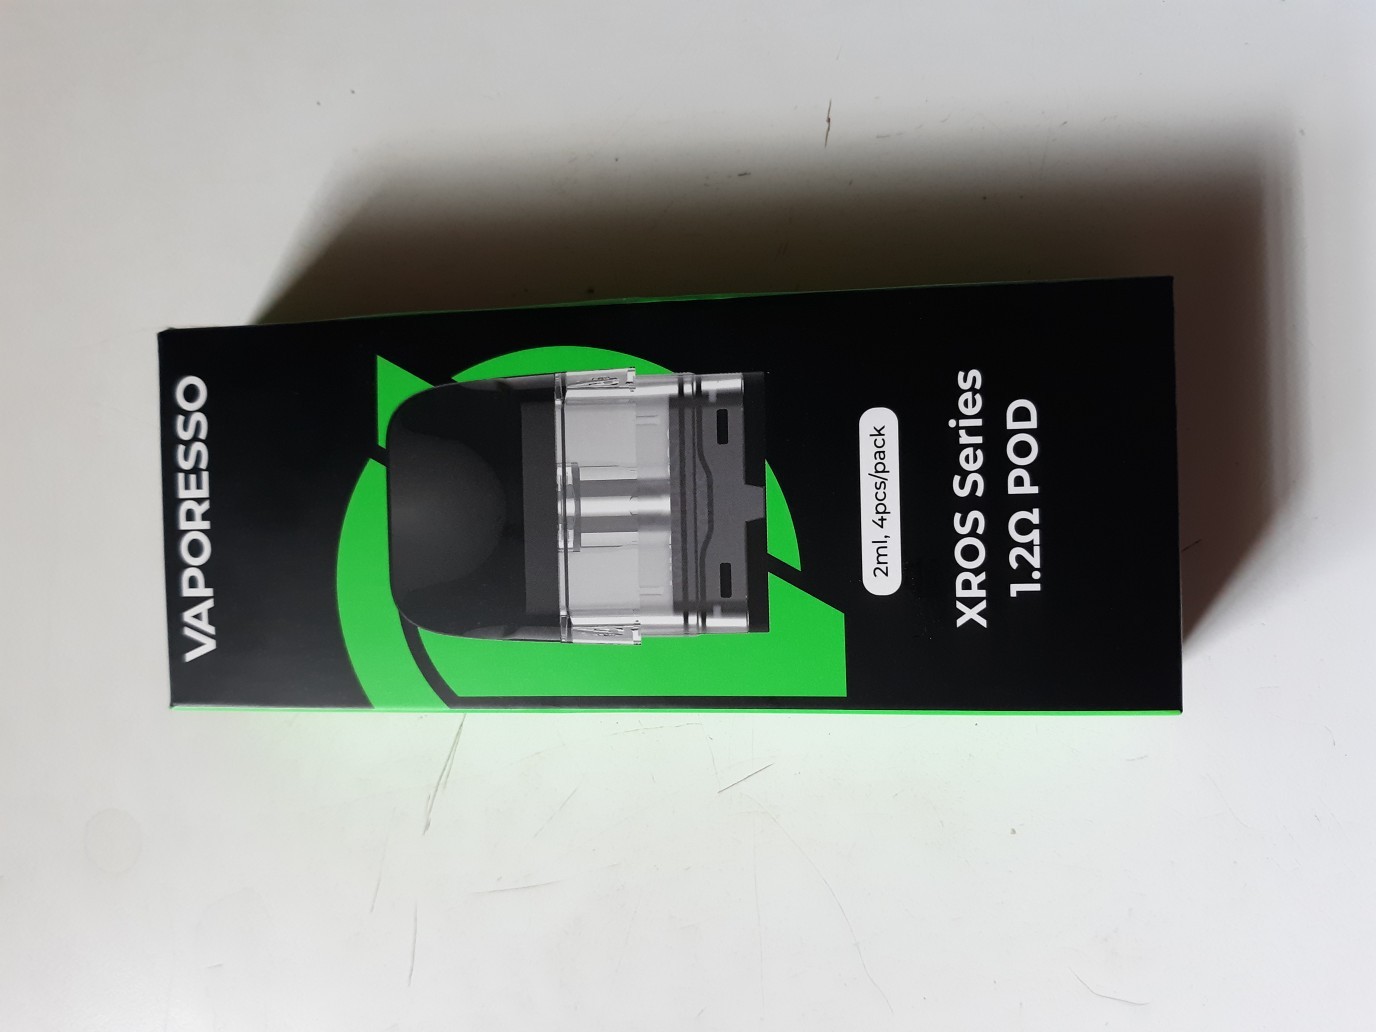 VAPORESSO
2ml, 4pcs/pack
XROS Series
1.2Ω POD